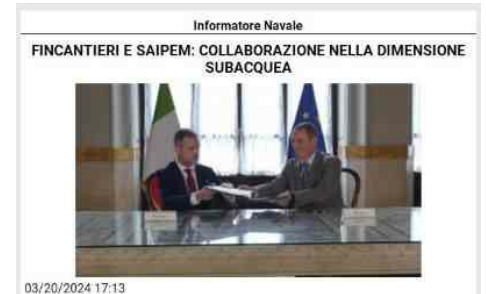 Informatore Navale
FINCANTIERI E SAIPEM: COLLABORAZIONE NELLA DIMENSIONE
SUBACQUEA
03/20/2024 17:13